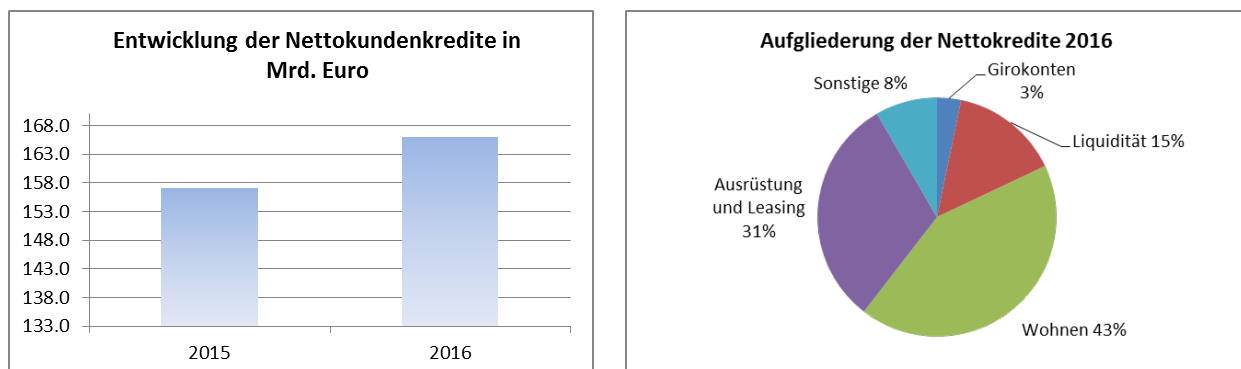 Entwicklung der Nettokundenkredite in
Mrd. Euro
168.0
163.0
158.0
153.0
148.0
143.0
138.0
133.0
2015
2016
Aufgliederung der Nettokredite 2016
Girokonten
3%
Sonstige 8%
Liquidität 15%
Ausrüstung
und Leasing
31%
Wohnen 43%